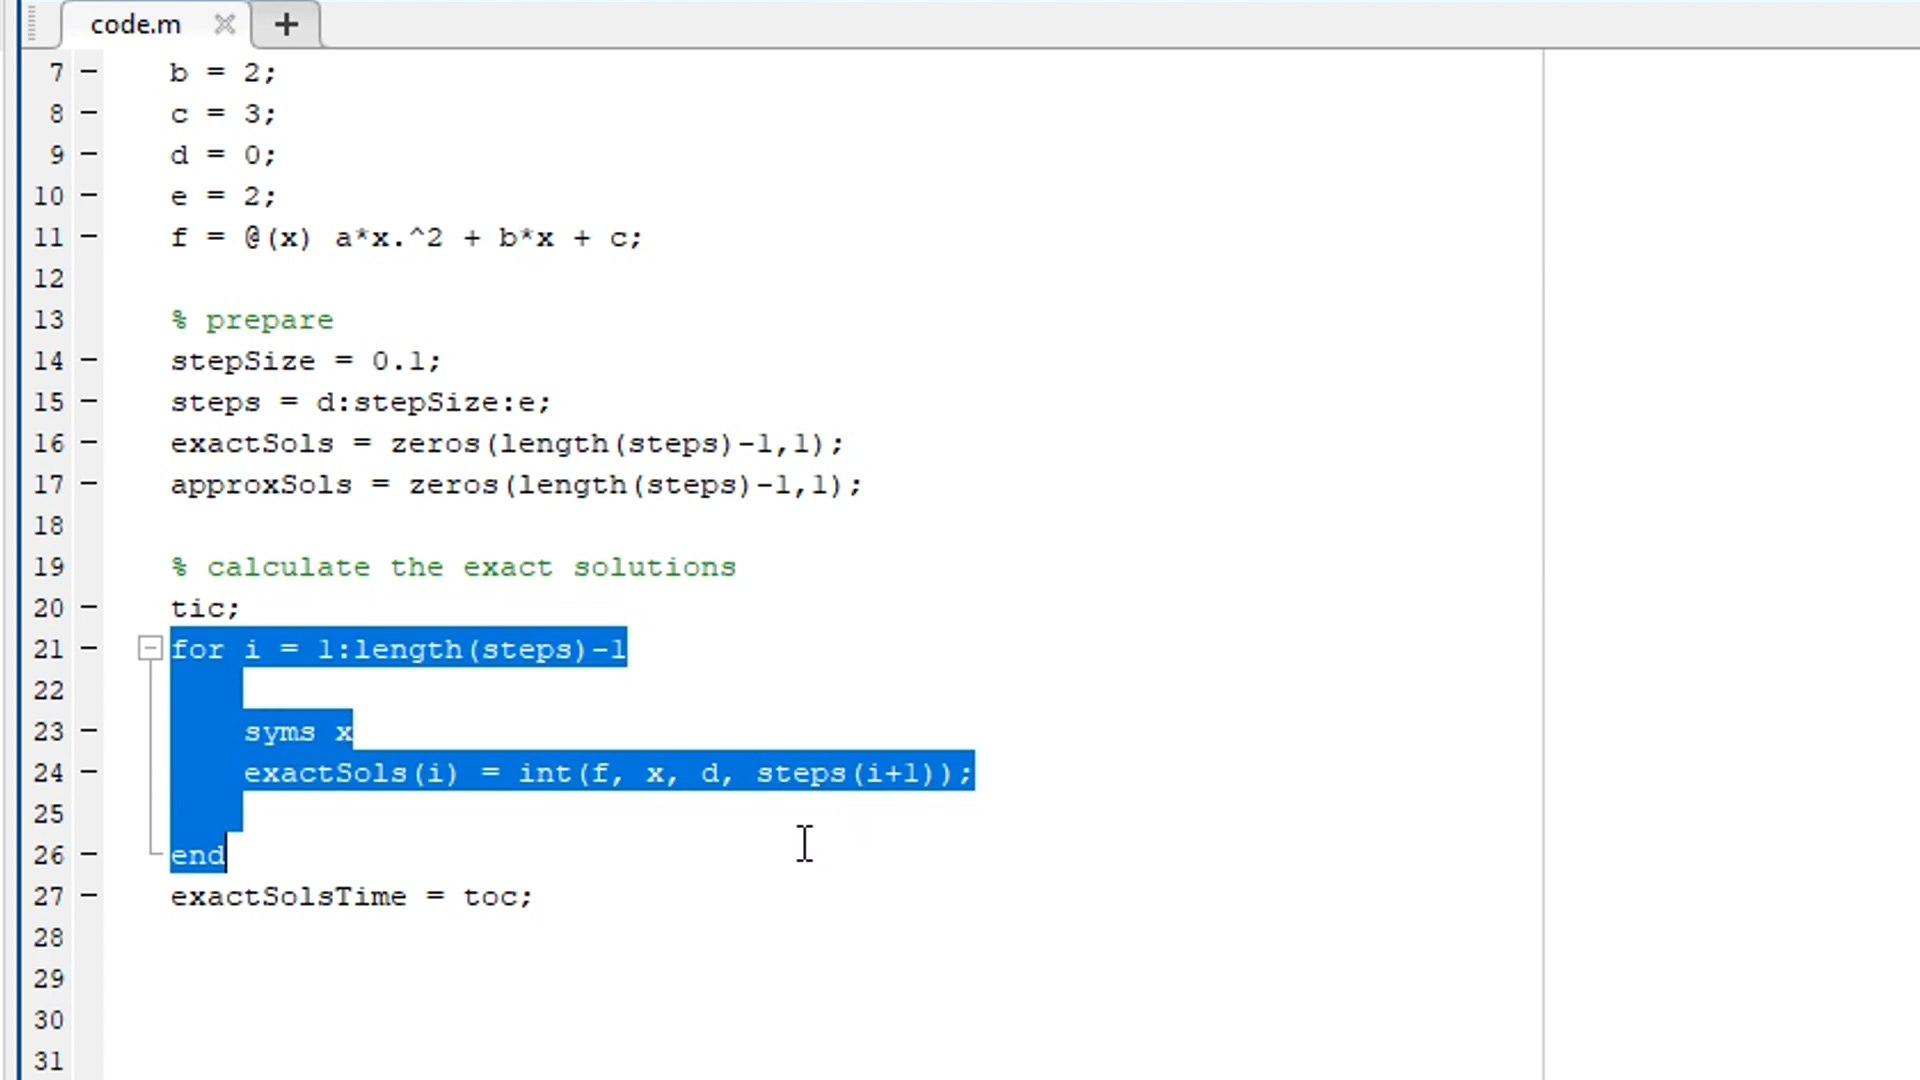 code.m
7 – b = 2;
8 – c = 3;
9 – d = 0;
10 – e = 2;
11 – f = @(x) a*x.^2 + b*x + c;
12
13 % prepare
14 – stepSize = 0.1;
15 – steps = d:stepSize:e;
16 – exactSols = zeros(length(steps)-1,1);
17 – approxSols = zeros(length(steps)-1,1);
18
19 % calculate the exact solutions
20 – tic;
21 – for i = 1:length(steps)-1
22
23 – syms x
24 – exactSols(i) = int(f, x, d, steps(i+1));
25
26 – end
27 – exactSolsTime = toc;
28
29
30
31